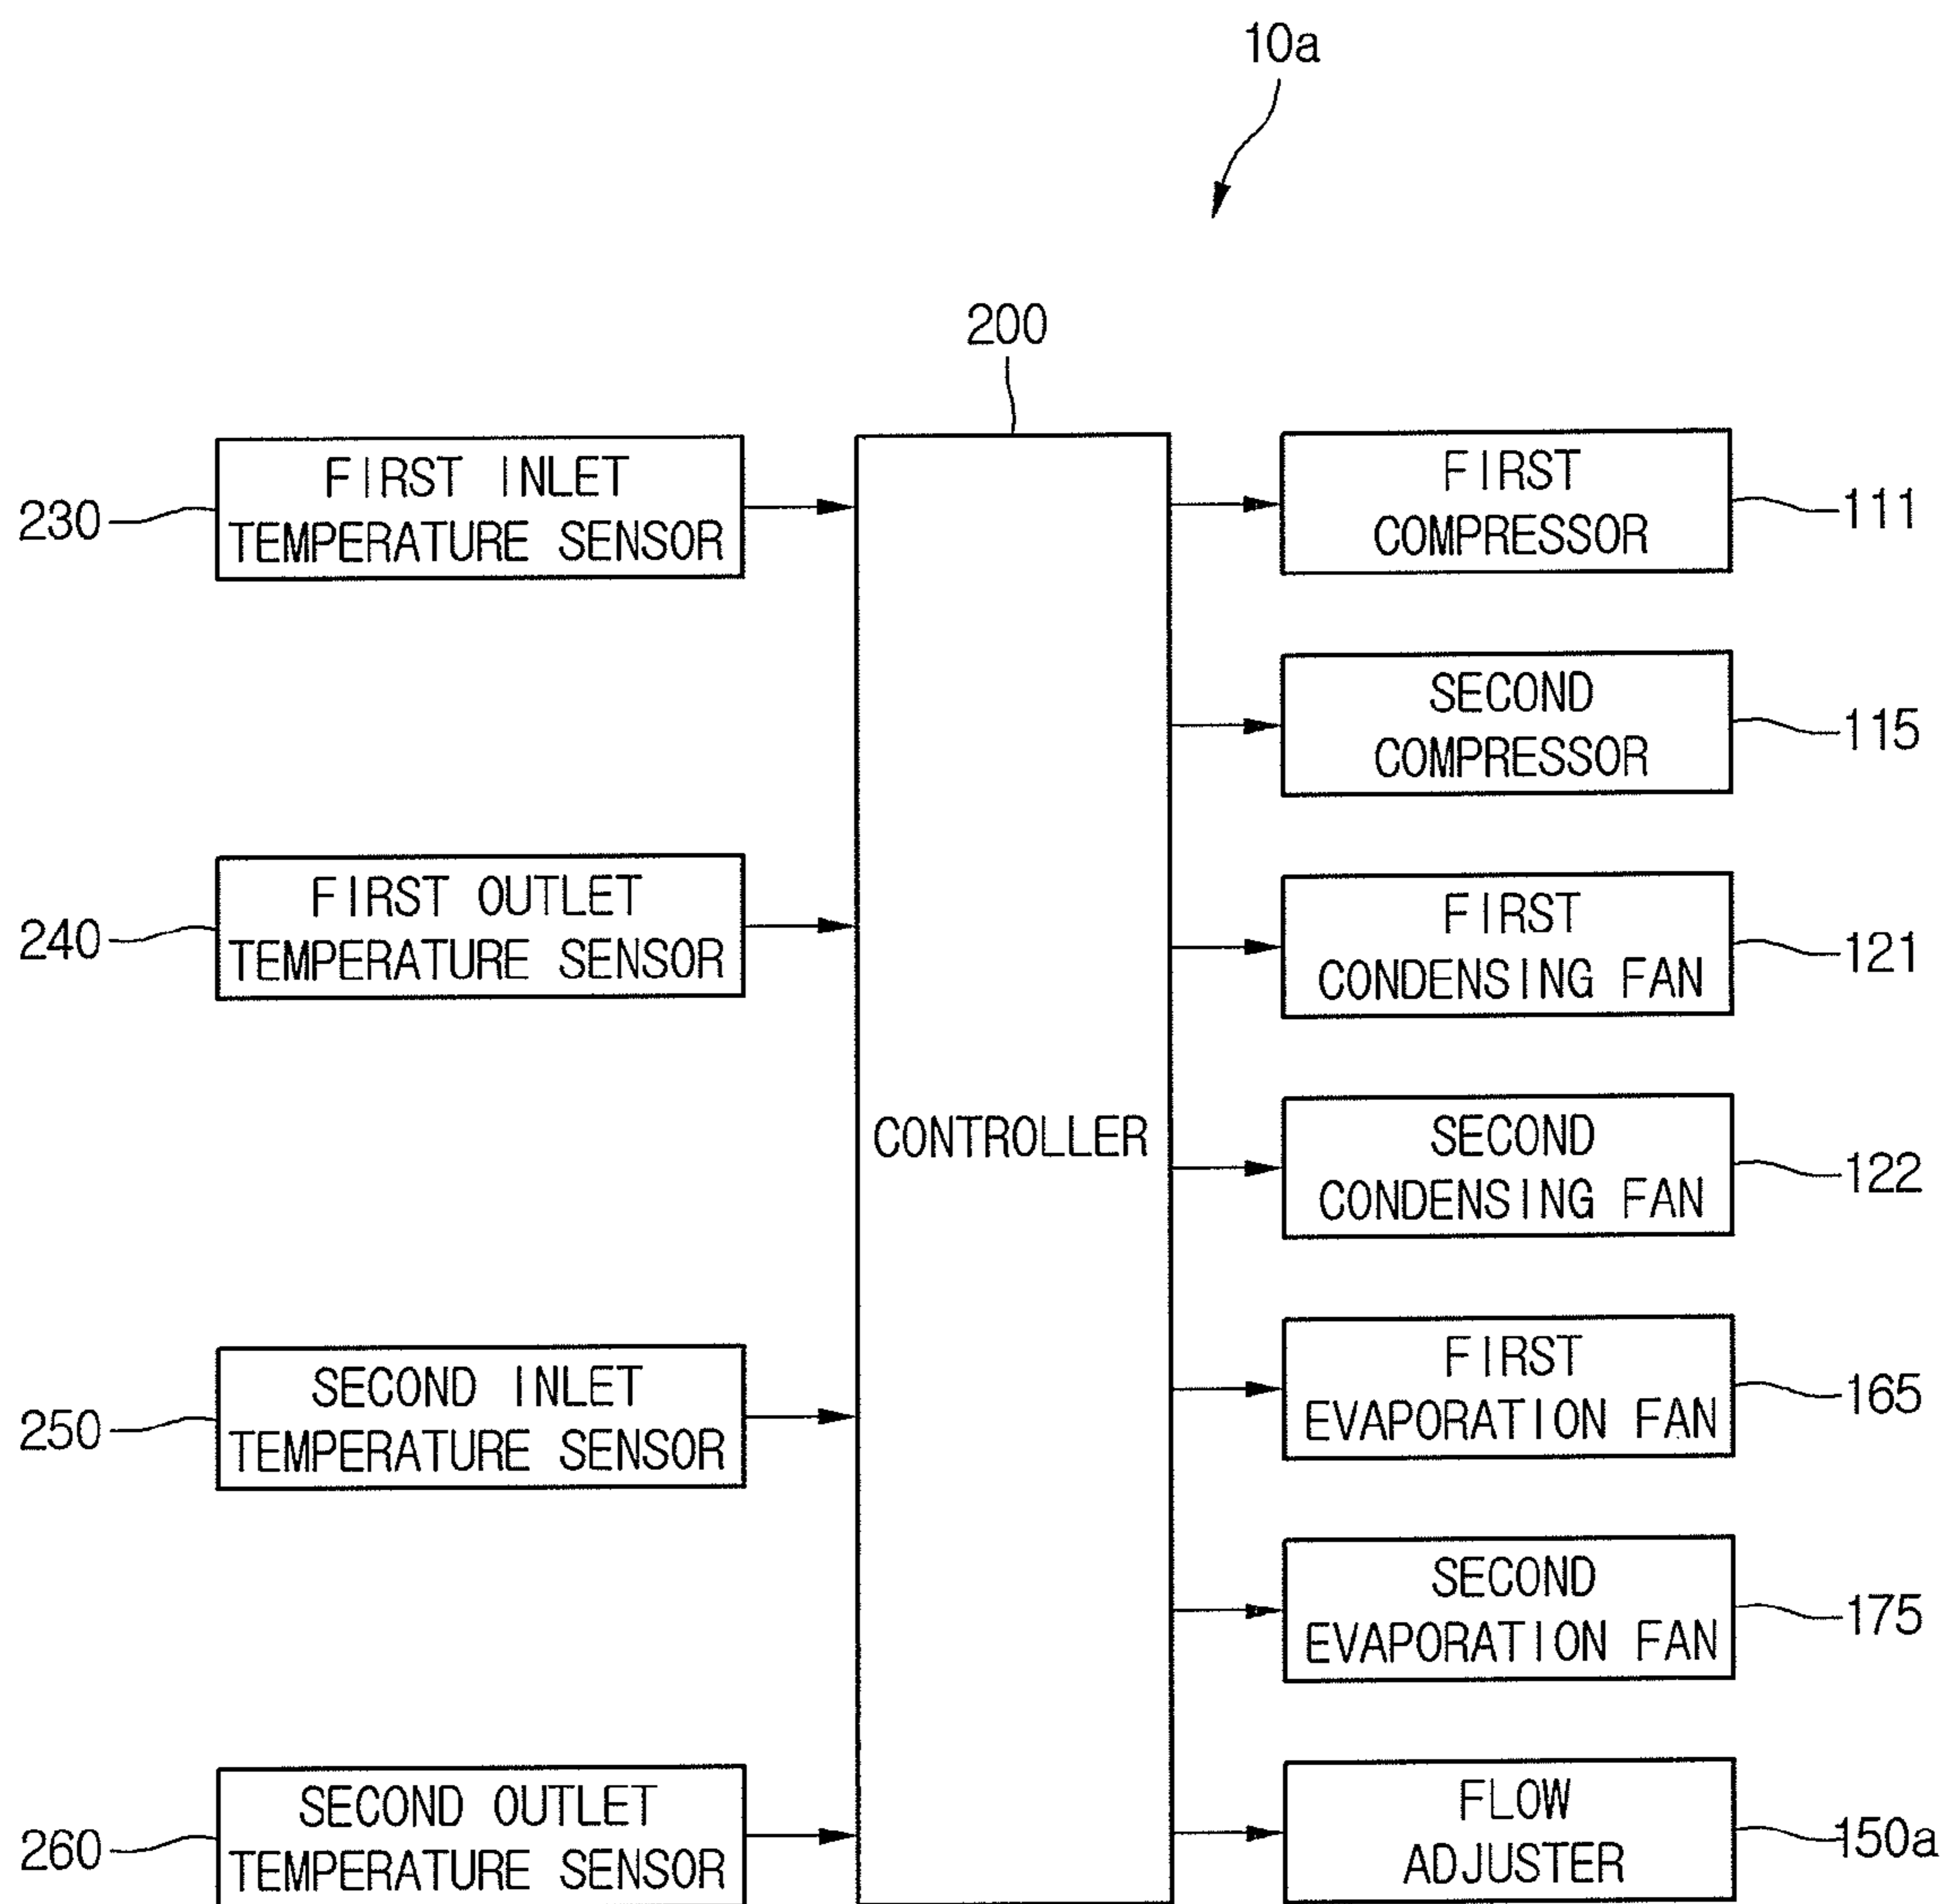 10a
200
230
FIRST INLET
TEMPERATURE SENSOR
240
FIRST OUTLET
TEMPERATURE SENSOR
250
SECOND INLET
TEMPERATURE SENSOR
260
SECOND OUTLET
TEMPERATURE SENSOR
CONTROLLER
FIRST
COMPRESSOR
111
SECOND
COMPRESSOR
115
FIRST
CONDENSING FAN
121
SECOND
CONDENSING FAN
122
FIRST
EVAPORATION FAN
165
SECOND
EVAPORATION FAN
175
FLOW
ADJUSTER
150a